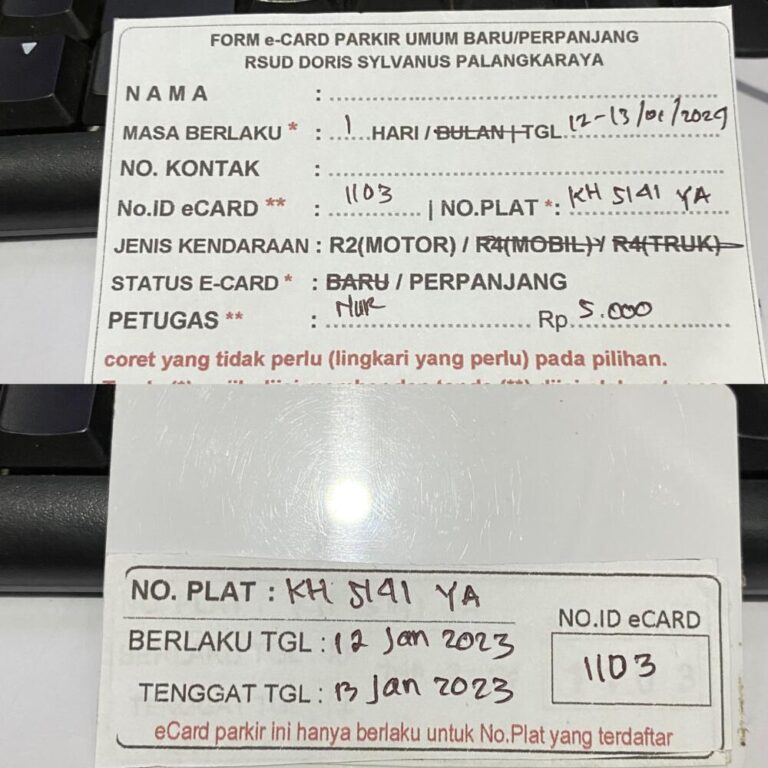 FORM e-CARD PARKIR UMUM BARU/PERPANJANG
RSUD DORIS SYLVANUS PALANGKARAYA
NAMA :
MASA BERLAKU * : 1 HARI / BULAN | TGL 12-13/01/2024
NO. KONTAK :
No.ID eCARD ** : 1103 | NO.PLAT *: KH 5141 YA
JENIS KENDARAAN : R2(MOTOR) / R4(MOBIL)/ R4(TRUK)
STATUS E-CARD * : BARU / PERPANJANG
PETUGAS ** : Nur Rp 5.000
coret yang tidak perlu (lingkari yang perlu) pada pilihan.
NO. PLAT : KH 5141 YA
BERLAKU TGL : 12 Jan 2023
TENGGAT TGL : 13 Jan 2023
NO.ID eCARD
1103
eCard parkir ini hanya berlaku untuk No.Plat yang terdaftar